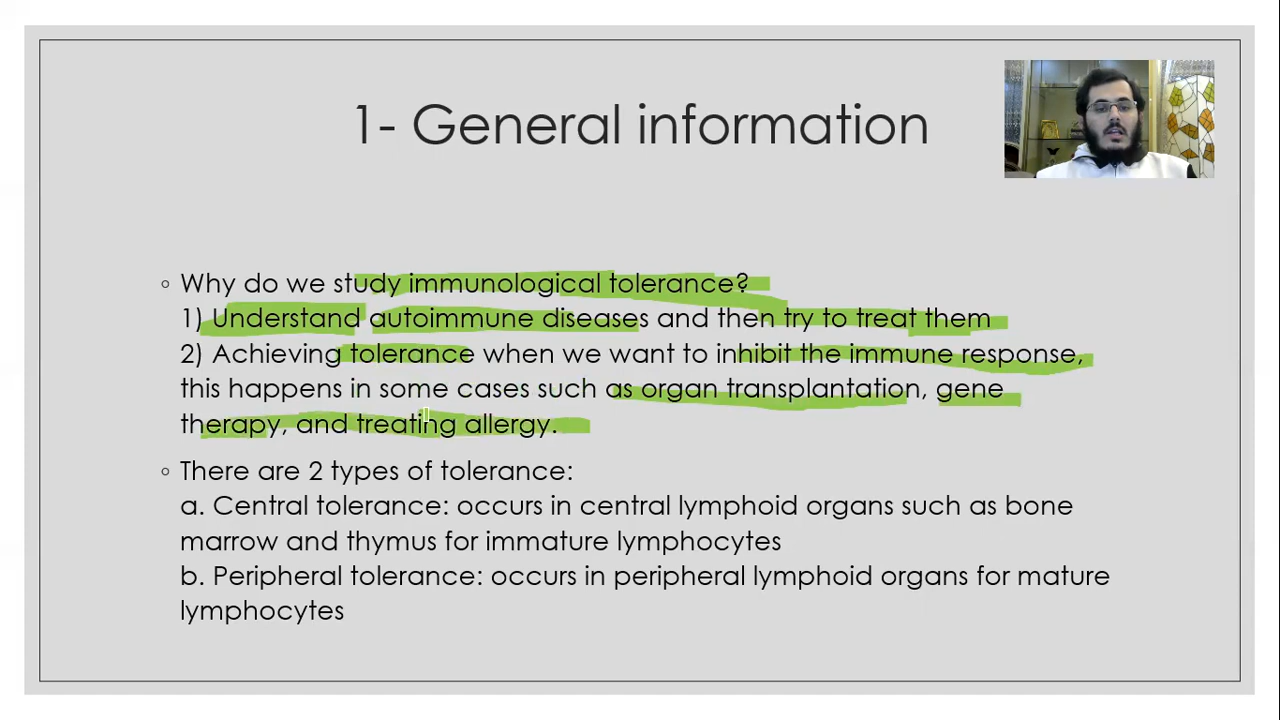 1- General information
◦ Why do we study immunological tolerance?
1) Understand autoimmune diseases and then try to treat them
2) Achieving tolerance when we want to inhibit the immune response,
this happens in some cases such as organ transplantation, gene
therapy, and treating allergy.
◦ There are 2 types of tolerance:
a. Central tolerance: occurs in central lymphoid organs such as bone
marrow and thymus for immature lymphocytes
b. Peripheral tolerance: occurs in peripheral lymphoid organs for mature
lymphocytes